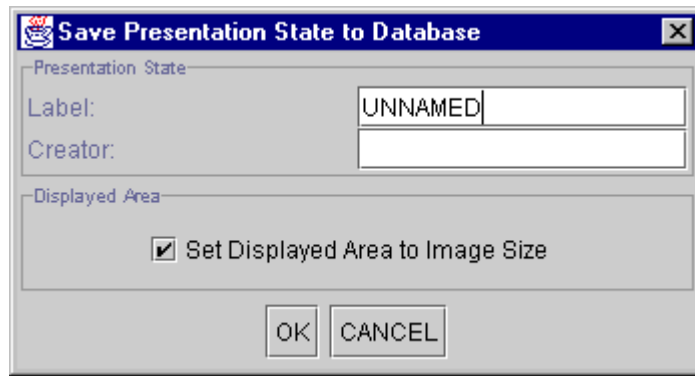 Save Presentation State to Database
Presentation State
Label: UNNAMED
Creator:
Displayed Area
Set Displayed Area to Image Size
OK CANCEL